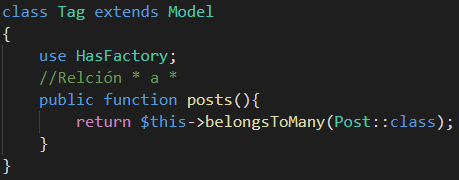 class Tag extends Model
{
    use HasFactory;
    //Relción * a *
    public function posts(){
        return $this->belongsToMany(Post::class);
    }
}